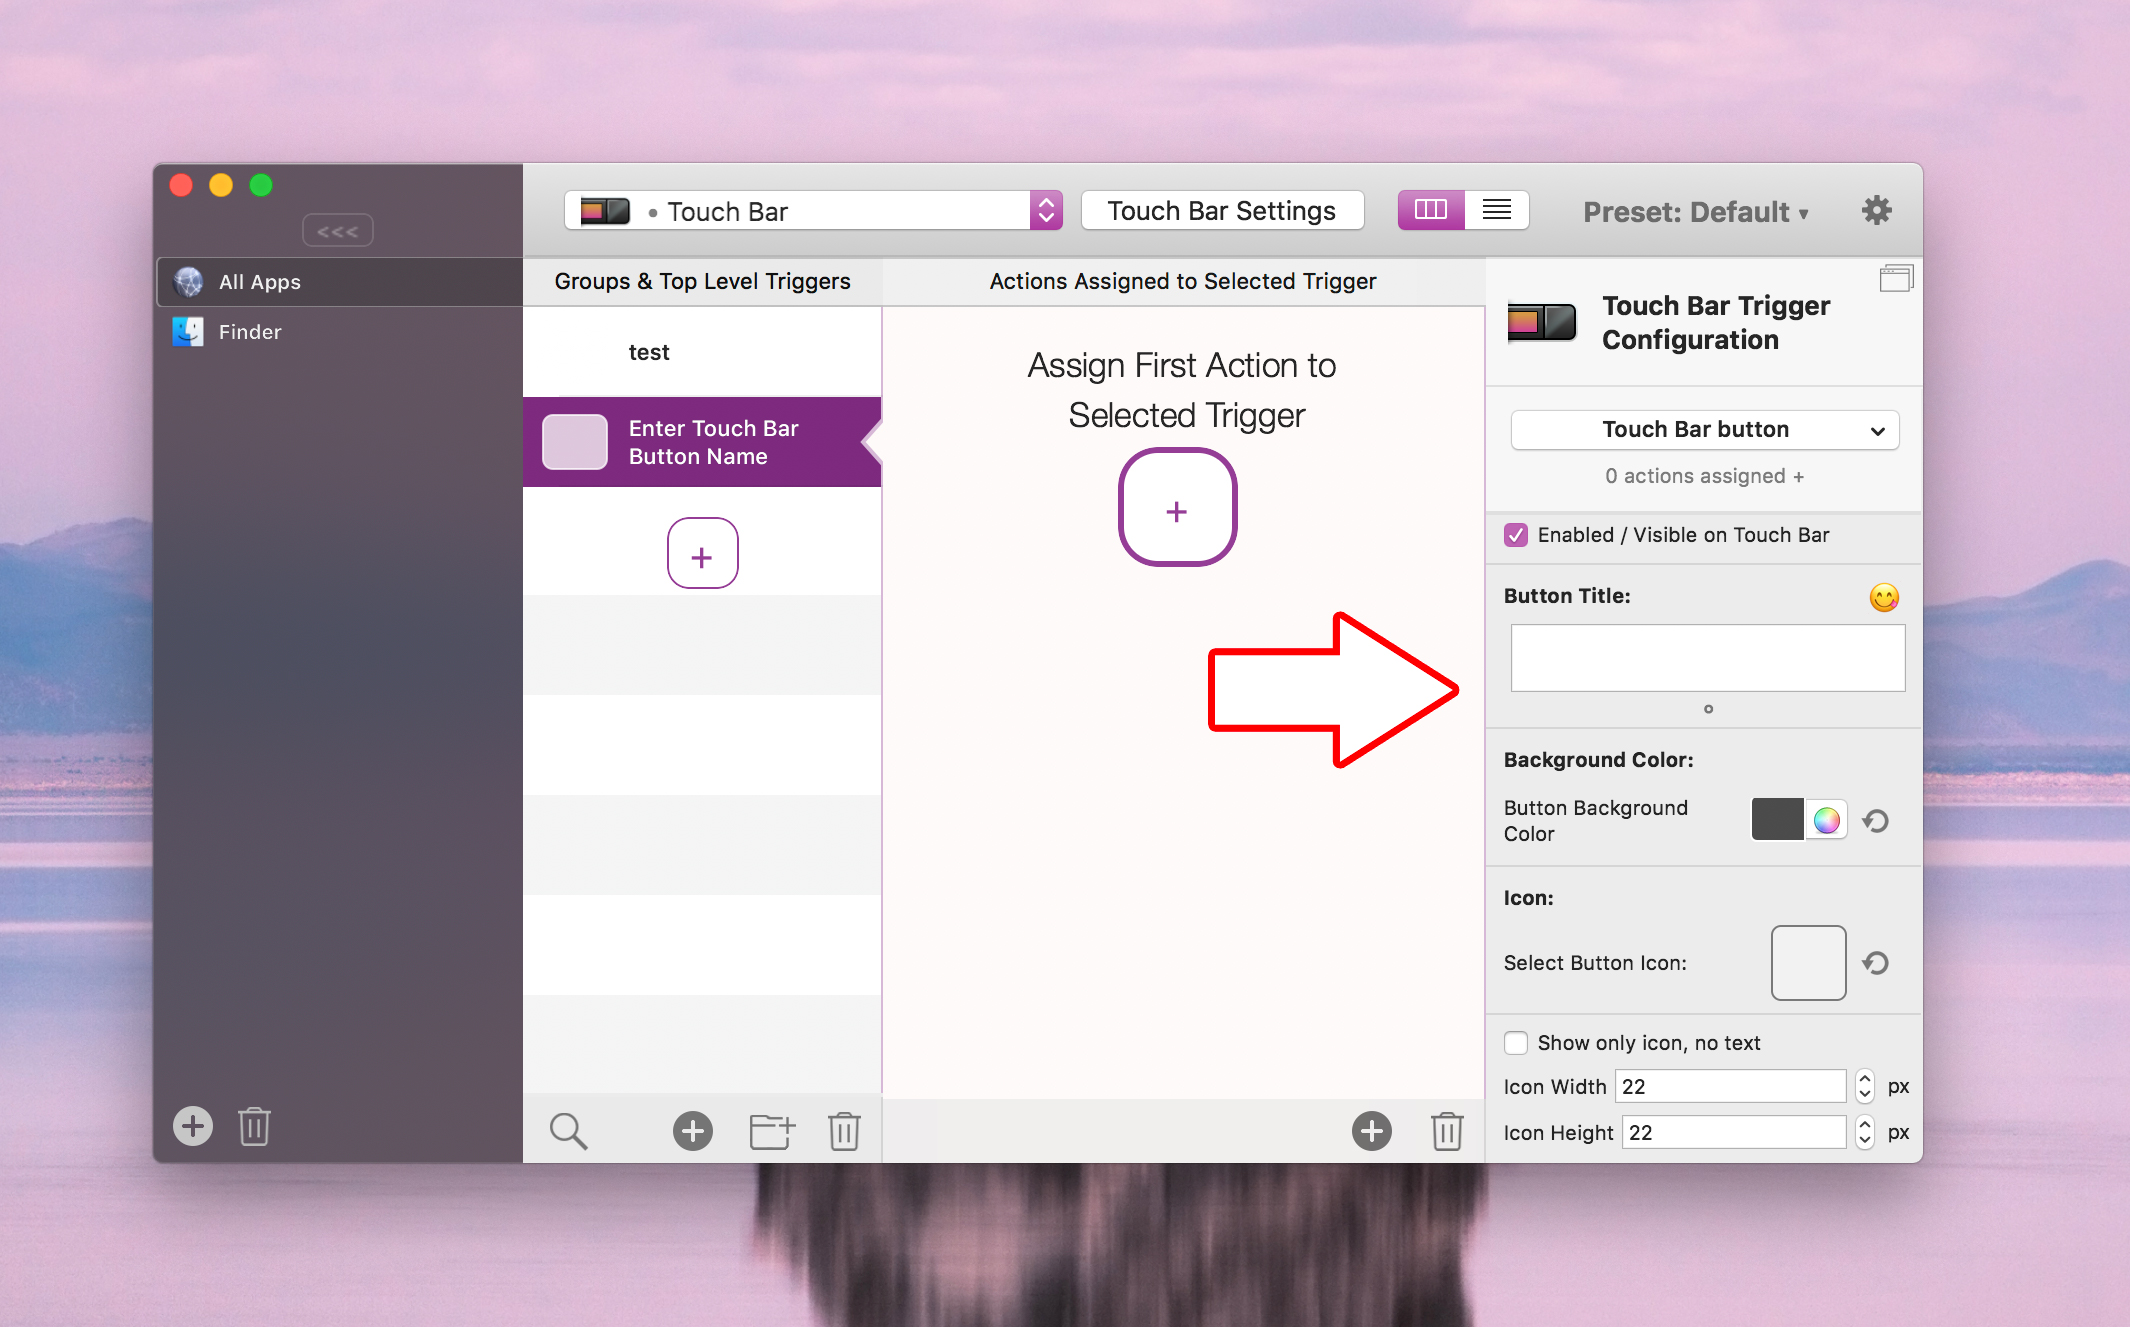 <<<
• Touch Bar
Touch Bar Settings
Preset: Default ▾
All Apps
Finder
Groups & Top Level Triggers
test
Enter Touch Bar
Button Name
+
Actions Assigned to Selected Trigger
Assign First Action to
Selected Trigger
+
Touch Bar Trigger
Configuration
Touch Bar button
0 actions assigned +
Enabled / Visible on Touch Bar
Button Title:
Background Color:
Button Background
Color
Icon:
Select Button Icon:
Show only icon, no text
Icon Width 22 px
Icon Height 22 px